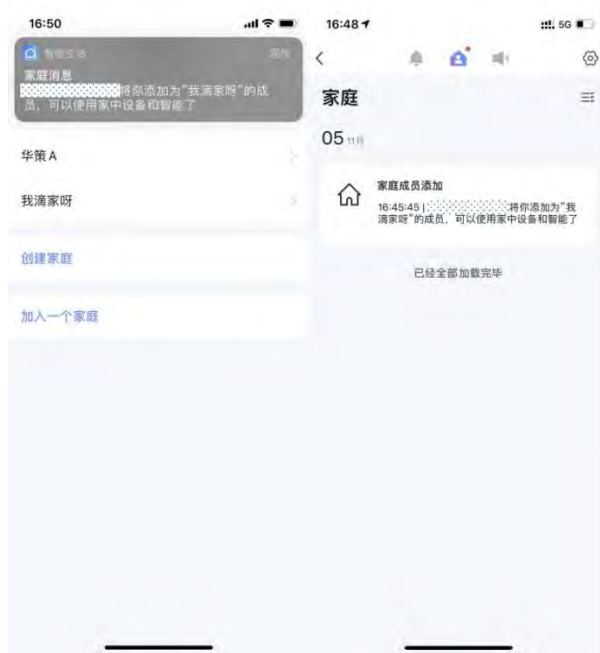 16:50
智能生活 现在
家庭消息
将你添加为"我滴家呀"的成
员，可以使用家中设备和智能了
华策 A
我滴家呀
创建家庭
加入一个家庭
16:48
5G
家庭
05 11月
家庭成员添加
16:45:45 |
将你添加为"我
滴家呀"的成员，可以使用家中设备和智能了
已经全部加载完毕